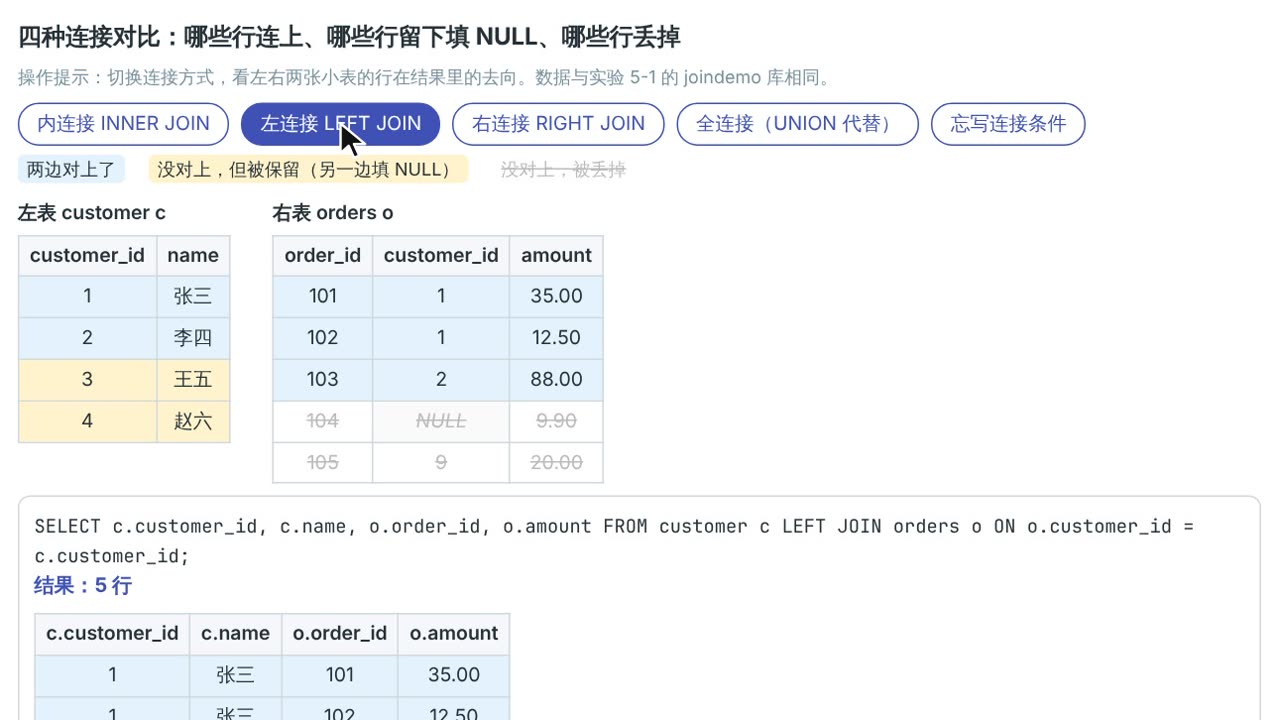 四种连接对比：哪些行连上、哪些行留下填 NULL、哪些行丢掉
操作提示：切换连接方式，看左右两张小表的行在结果里的去向。数据与实验 5-1 的 joindemo 库相同。
内连接 INNER JOIN 左连接 LEFT JOIN 右连接 RIGHT JOIN 全连接（UNION 代替） 忘写连接条件
两边对上了 没对上，但被保留（另一边填 NULL） 没对上，被丢掉
左表 customer c 右表 orders o
customer_id name order_id customer_id amount
1 张三 101 1 35.00
2 李四 102 1 12.50
3 王五 103 2 88.00
4 赵六 104 NULL 9.90
105 9 20.00
SELECT c.customer_id, c.name, o.order_id, o.amount FROM customer c LEFT JOIN orders o ON o.customer_id =
c.customer_id;
结果：5 行
c.customer_id c.name o.order_id o.amount
1 张三 101 35.00
1 张三 102 12.50